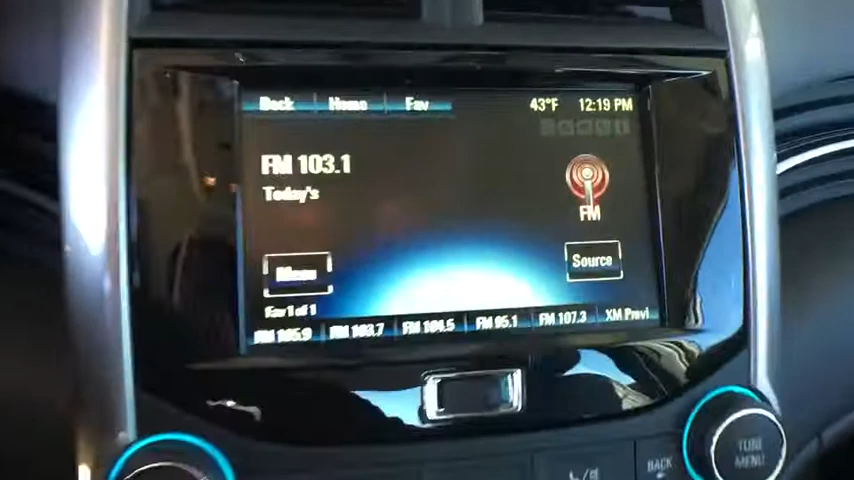 Back Home Fav 43°F 12:19 PM
FM 103.1
Today's
FM
Menu Source
Fav 1 of 1
FM 105.9 FM 103.7 FM 104.5 FM 95.1 FM 107.3 XM Previ
TUNE
MENU
BACK